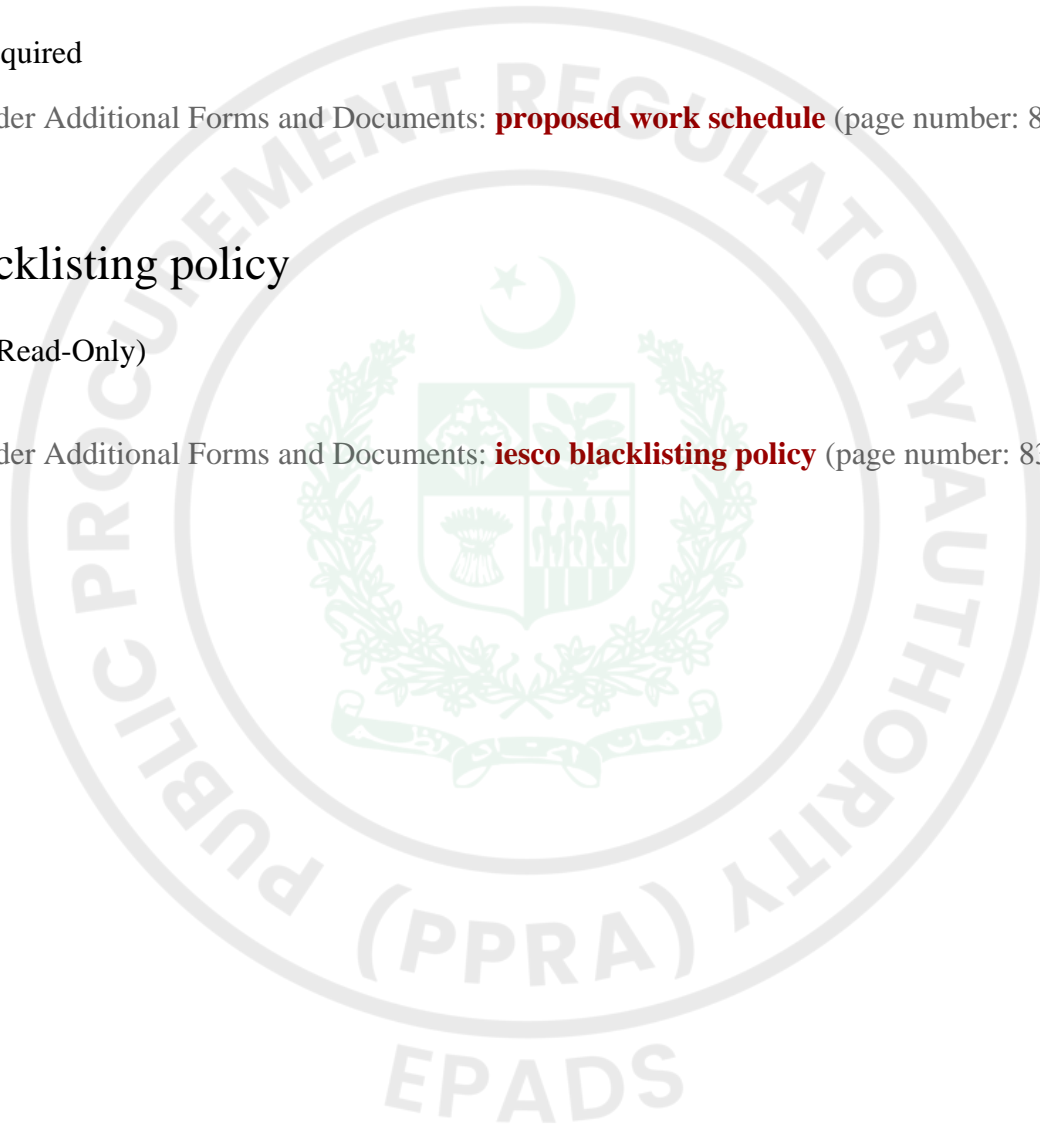 quired
der Additional Forms and Documents: proposed work schedule (page number: 8
cklisting policy
Read-Only)
der Additional Forms and Documents: iesco blacklisting policy (page number: 83
PUBLIC PROCUREMENT REGULATORY AUTHORITY
(PPRA)
EPADS